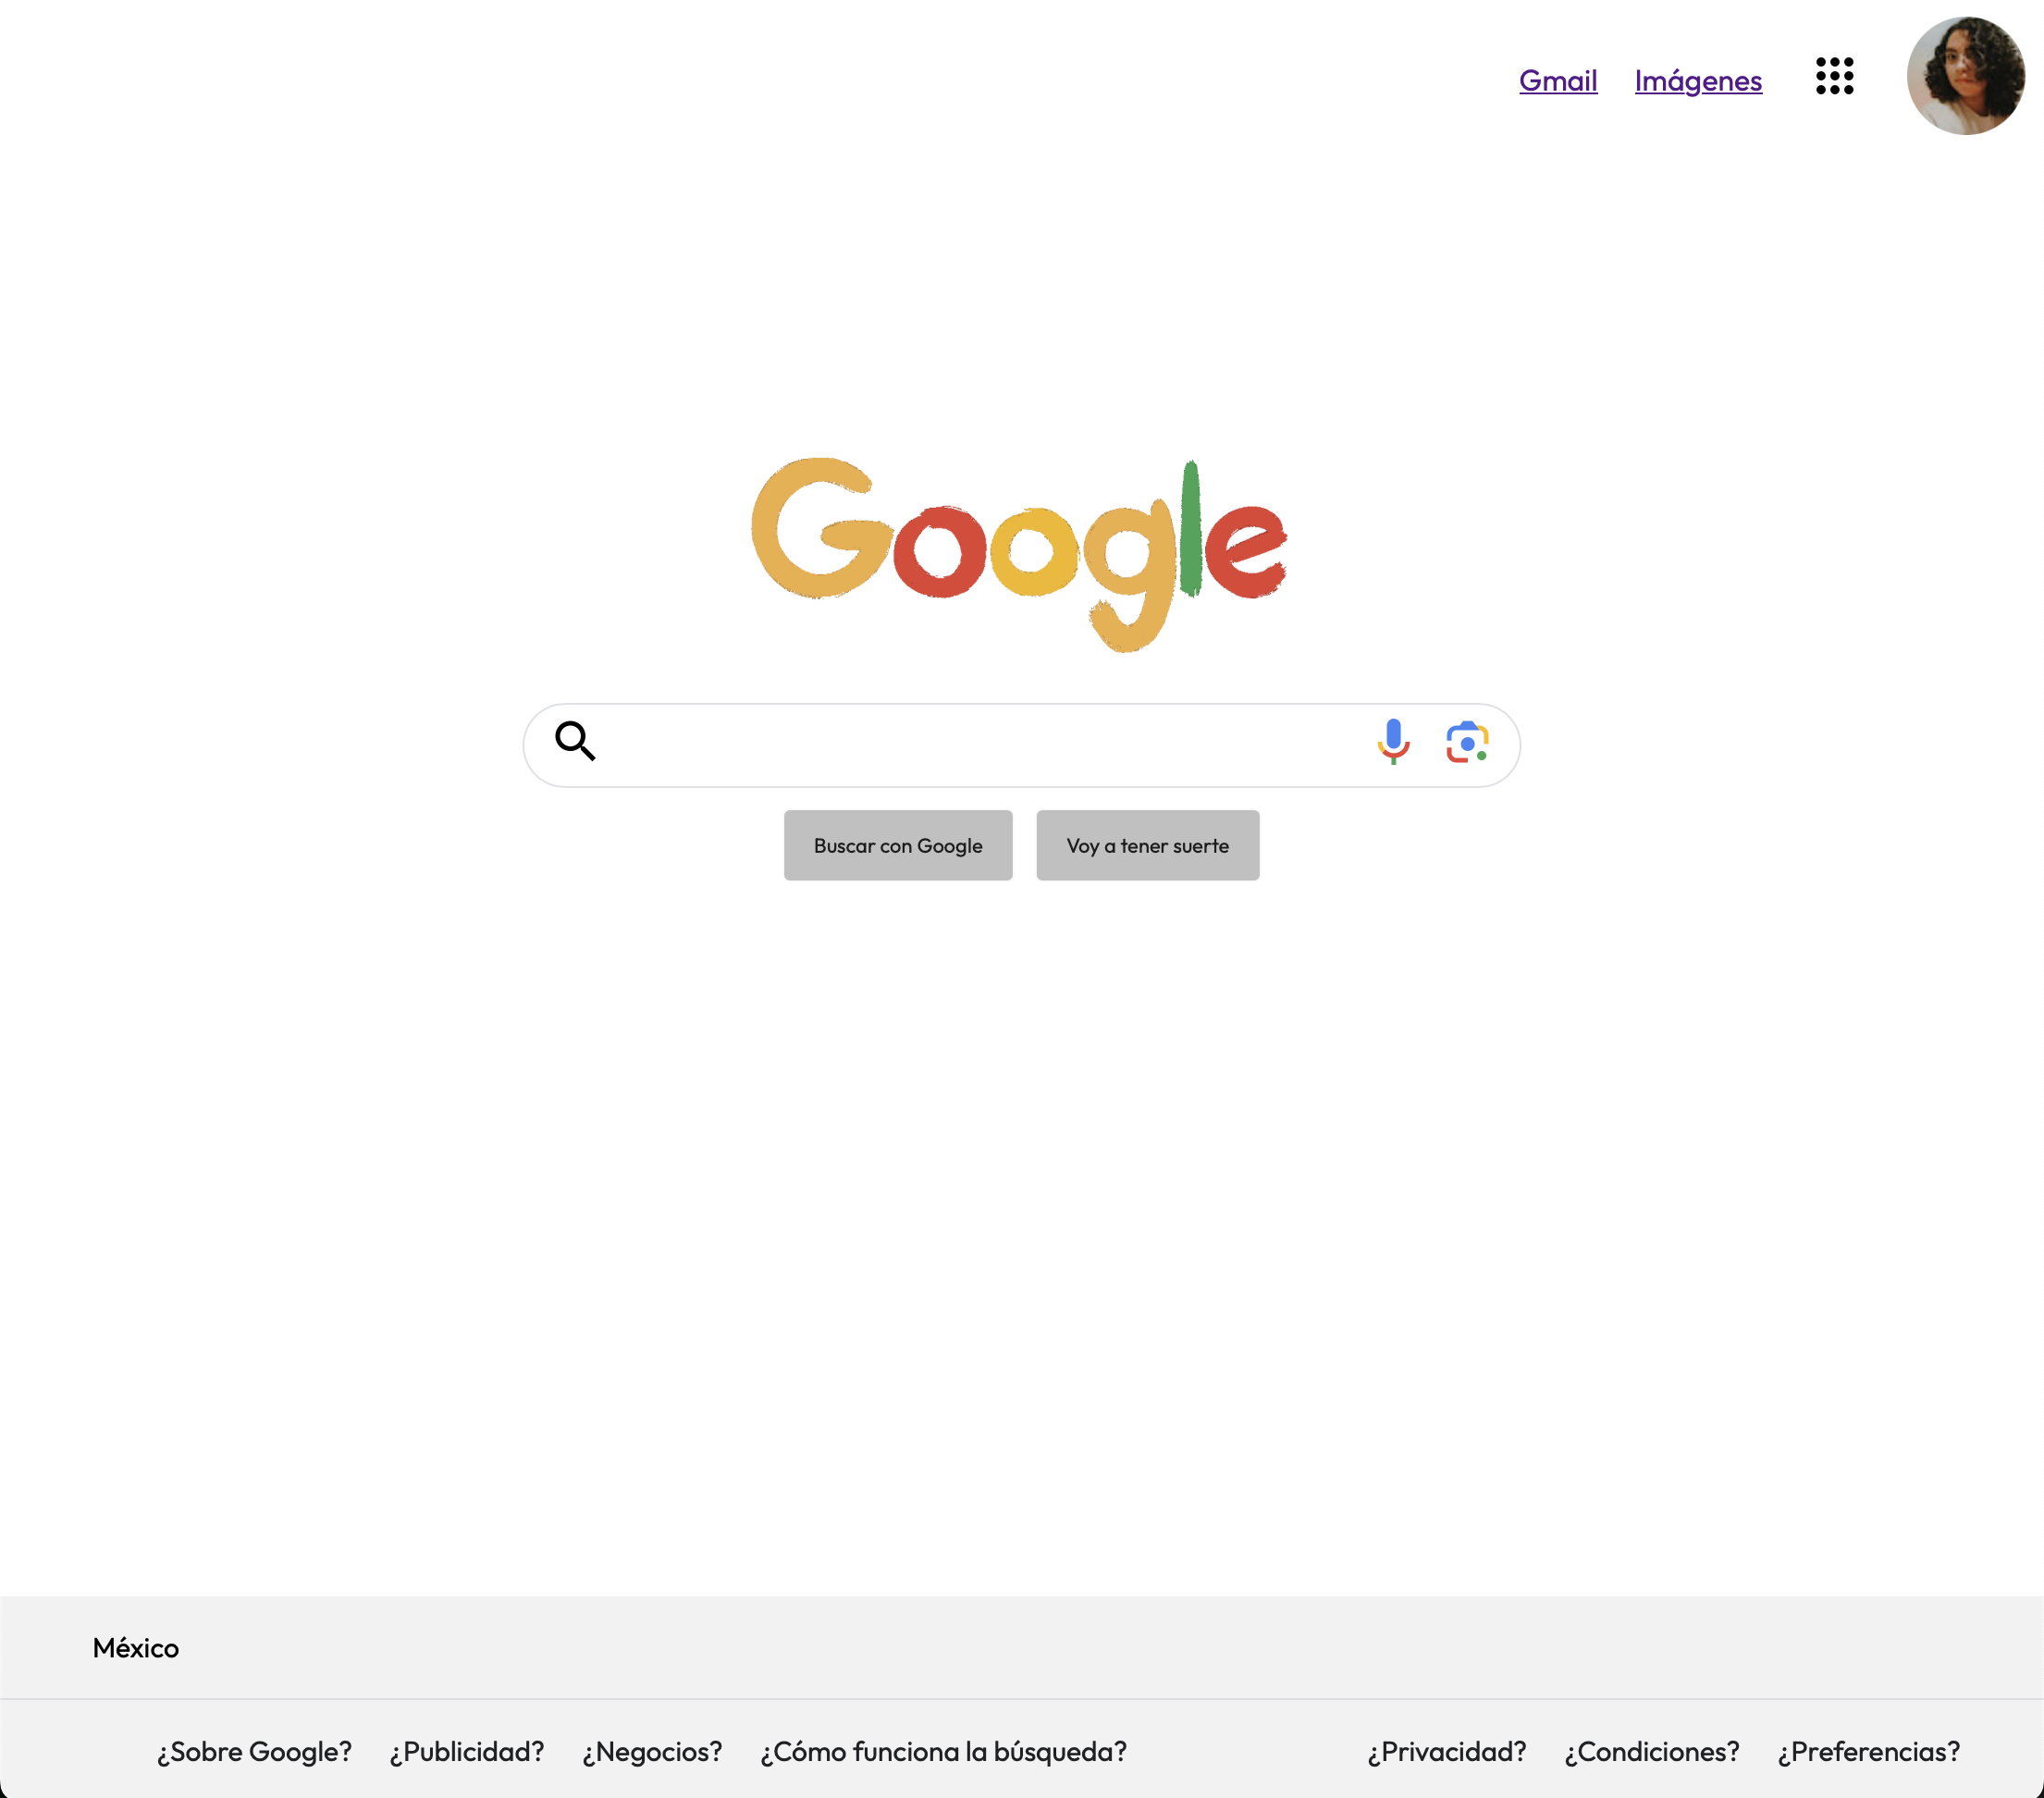 Gmail Imágenes
Google
Buscar con Google Voy a tener suerte
México
¿Sobre Google? ¿Publicidad? ¿Negocios? ¿Cómo funciona la búsqueda? ¿Privacidad? ¿Condiciones? ¿Preferencias?